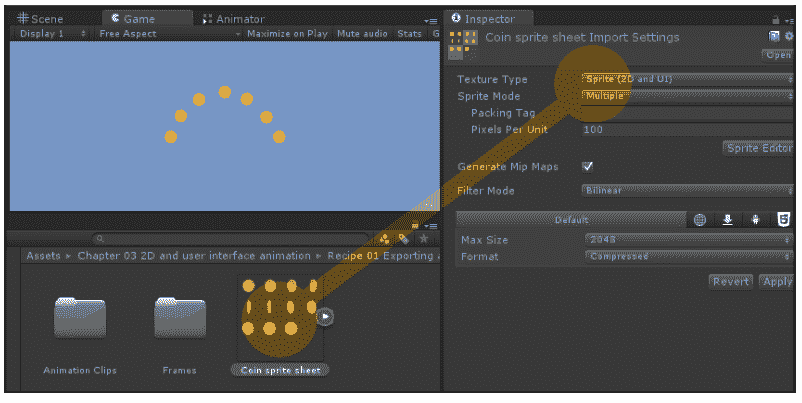 Scene Game Animator
Display 1 Free Aspect Maximize on Play Mute audio Stats G
Assets Chapter 03 2D and user interface animation Recipe 01 Exporting a
Animation Clips Frames Coin sprite sheet
Inspector
Coin sprite sheet Import Settings
Open
Texture Type Sprite (2D and UI)
Sprite Mode Multiple
Packing Tag
Pixels Per Unit 100
Sprite Editor
Generate Mip Maps
Filter Mode Bilinear
Default
Max Size 2048
Format Compressed
Revert Apply